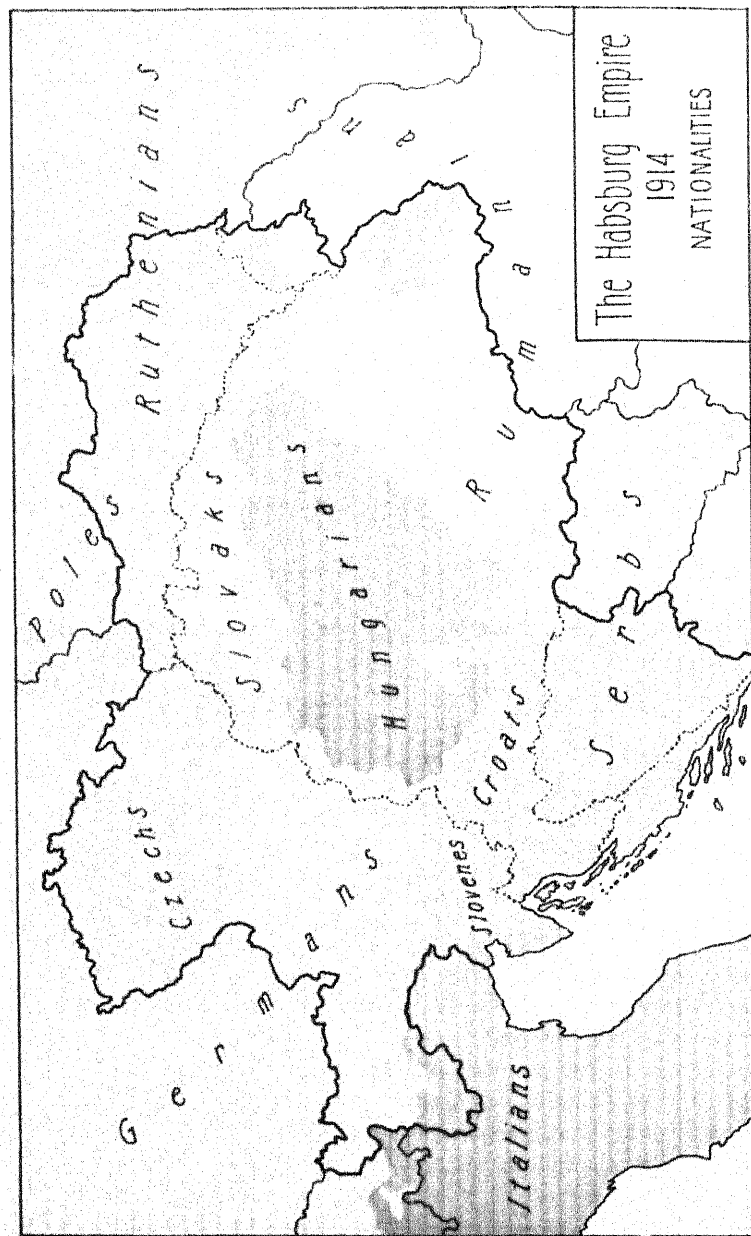 The Habsburg Empire
1914
NATIONALITIES
Poles
Ruthenians
Czechs
Slovaks
Germans
Hungarians
Rumanians
Slovenes
Croats
Serbs
Italians